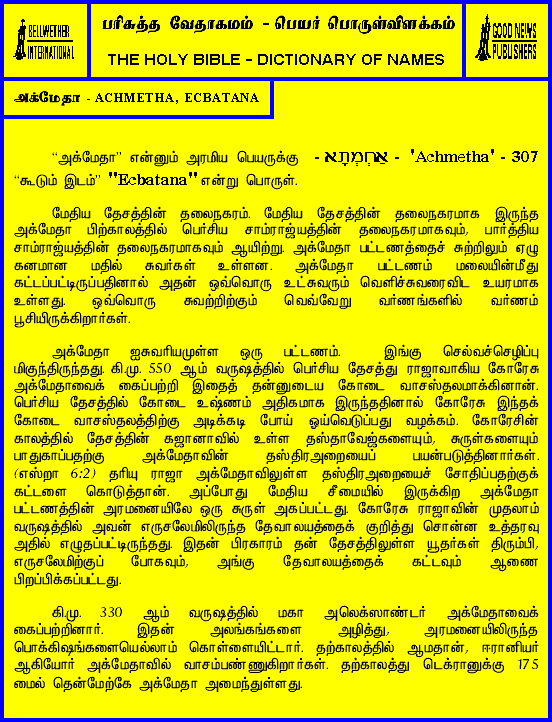 BELLWETHER
INTERNATIONAL
பரிசுத்த வேதாகமம் - பெயர் பொருள்விளக்கம்
THE HOLY BIBLE - DICTIONARY OF NAMES
GOOD NEWS
PUBLISHERS
அக்மேதா - ACHMETHA, ECBATANA
“அக்மேதா” என்னும் அரமிய பெயருக்கு - אַחְמְתָא - 'Achmetha' - 307
“கூடும் இடம்” "Ecbatana" என்று பொருள்.
மேதிய தேசத்தின் தலைநகரம். மேதிய தேசத்தின் தலைநகரமாக இருந்த
அக்மேதா பிற்காலத்தில் பெர்சிய சாம்ராஜ்யத்தின் தலைநகரமாகவும், பார்த்திய
சாம்ராஜ்யத்தின் தலைநகரமாகவும் ஆயிற்று. அக்மேதா பட்டணத்தைச் சுற்றிலும் ஏழு
கனமான மதில் சுவர்கள் உள்ளன. அக்மேதா பட்டணம் மலையின்மீது
கட்டப்பட்டிருப்பதினால் அதன் ஒவ்வொரு உட்சுவரும் வெளிச்சுவரைவிட உயரமாக
உள்ளது. ஒவ்வொரு சுவற்றிற்கும் வெவ்வேறு வர்ணங்களில் வர்ணம்
பூசியிருக்கிறார்கள்.
அக்மேதா ஐசுவரியமுள்ள ஒரு பட்டணம். இங்கு செல்வச்செழிப்பு
மிகுந்திருந்தது. கி.மு. 550 ஆம் வருஷத்தில் பெர்சிய தேசத்து ராஜாவாகிய கோரேசு
அக்மேதாவைக் கைப்பற்றி இதைத் தன்னுடைய கோடை வாசஸ்தலமாக்கினான்.
பெர்சிய தேசத்தில் கோடை உஷ்ணம் அதிகமாக இருந்ததினால் கோரேசு இந்தக்
கோடை வாசஸ்தலத்திற்கு அடிக்கடி போய் ஓய்வெடுப்பது வழக்கம். கோரேசின்
காலத்தில் தேசத்தின் கஜானாவில் உள்ள தஸ்தாவேஜ்களையும், சுருள்களையும்
பாதுகாப்பதற்கு அக்மேதாவின் தஸ்திரஅறையைப் பயன்படுத்தினார்கள்.
(எஸ்றா 6:2) தரியு ராஜா அக்மேதாவிலுள்ள தஸ்திரஅறையைச் சோதிப்பதற்குக்
கட்டளை கொடுத்தான். அப்போது மேதிய சீமையில் இருக்கிற அக்மேதா
பட்டணத்தின் அரமனையிலே ஒரு சுருள் அகப்பட்டது. கோரேசு ராஜாவின் முதலாம்
வருஷத்தில் அவன் எருசலேமிலிருந்த தேவாலயத்தைக் குறித்து சொன்ன உத்தரவு
அதில் எழுதப்பட்டிருந்தது. இதன் பிரகாரம் தன் தேசத்திலுள்ள யூதர்கள் திரும்பி,
எருசலேமிற்குப் போகவும், அங்கு தேவாலயத்தைக் கட்டவும் ஆணை
பிறப்பிக்கப்பட்டது.
கி.மு. 330 ஆம் வருஷத்தில் மகா அலெக்ஸாண்டர் அக்மேதாவைக்
கைப்பற்றினார். இதன் அலங்கங்களை அழித்து, அரமனையிலிருந்த
பொக்கிஷங்களையெல்லாம் கொள்ளையிட்டார். தற்காலத்தில் ஆமதான், ஈரானியர்
ஆகியோர் அக்மேதாவில் வாசம்பண்ணுகிறார்கள். தற்காலத்து டெக்ரானுக்கு 175
மைல் தென்மேற்கே அக்மேதா அமைந்துள்ளது.